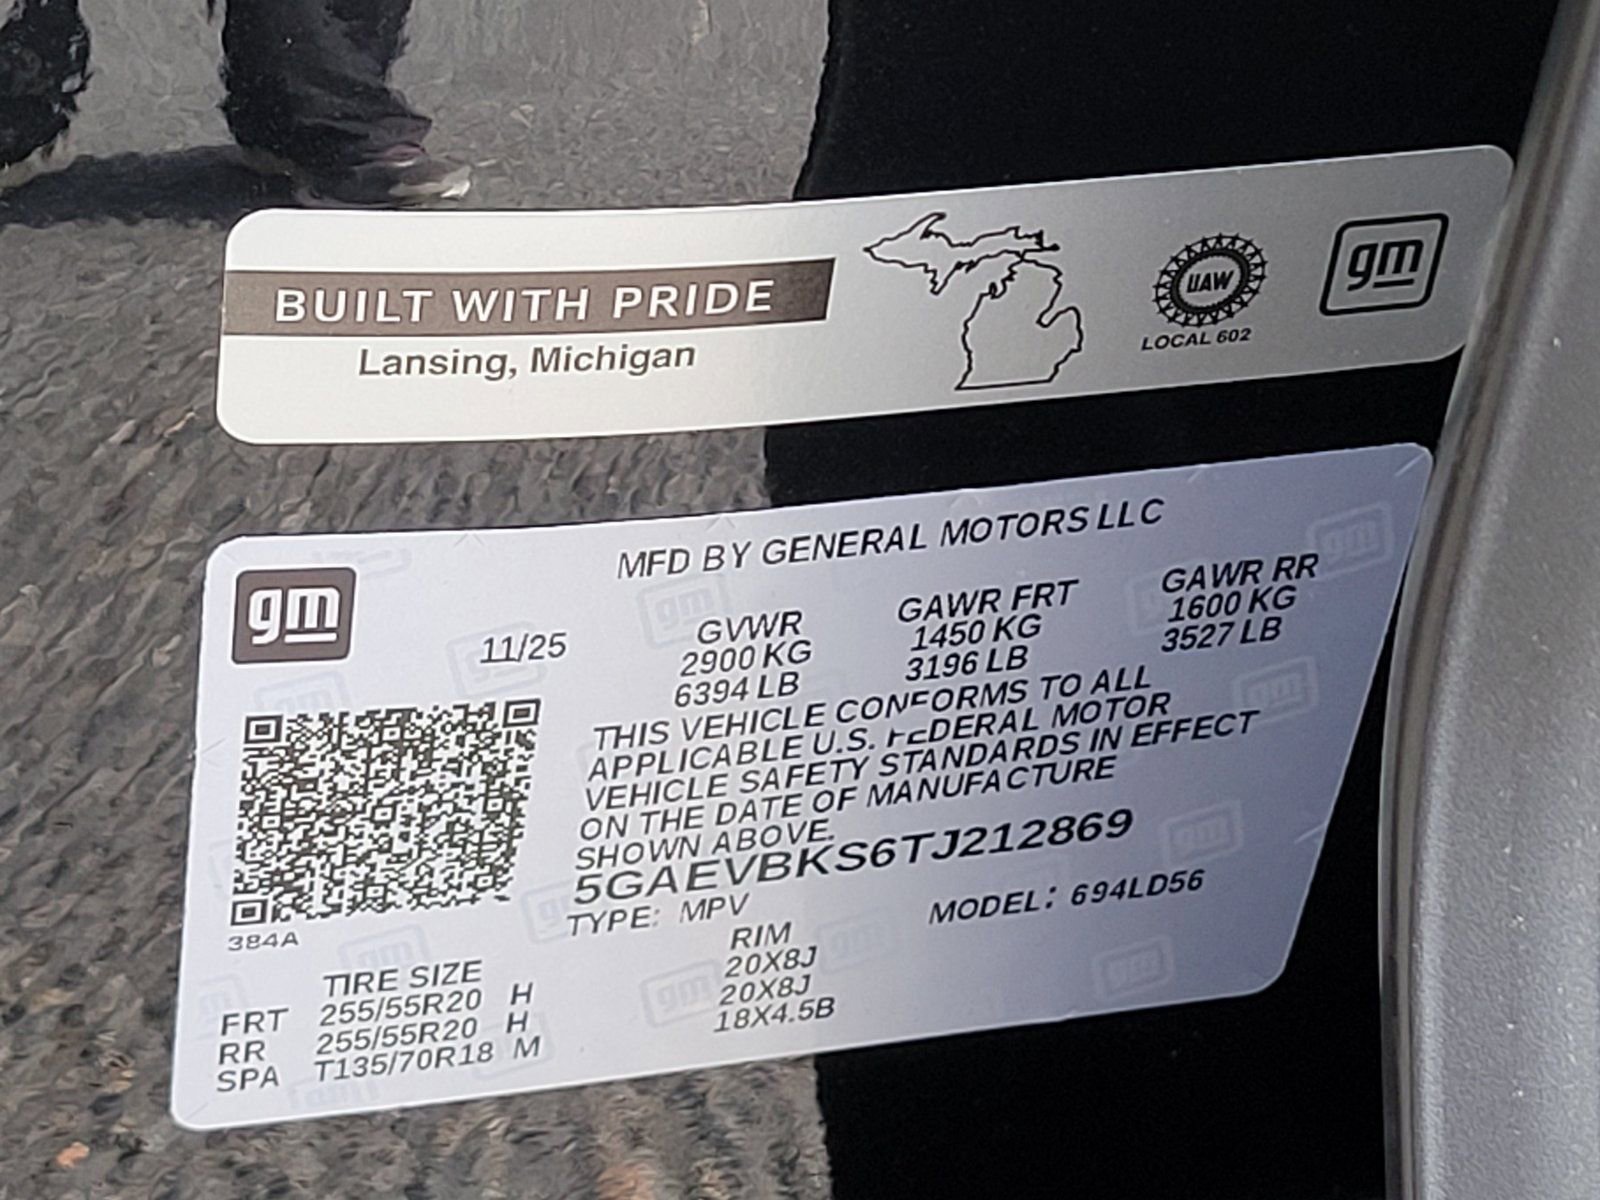 BUILT WITH PRIDE
Lansing, Michigan
UAW
LOCAL 602
gm
MFD BY GENERAL MOTORS LLC
gm
11/25
GVWR
2900 KG
6394 LB
GAWR FRT
1450 KG
3196 LB
GAWR RR
1600 KG
3527 LB
THIS VEHICLE CONFORMS TO ALL
APPLICABLE U.S. FEDERAL MOTOR
VEHICLE SAFETY STANDARDS IN EFFECT
ON THE DATE OF MANUFACTURE
SHOWN ABOVE.
5GAEVBKS6TJ212869
TYPE: MPV MODEL: 694LD56
384A
TIRE SIZE RIM
FRT 255/55R20 H 20X8J
RR 255/55R20 H 20X8J
SPA T135/70R18 M 18X4.5B